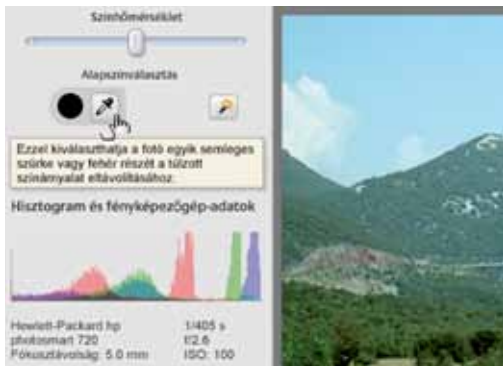 Színhőmérséklet
Alapszínválasztás
Ezzel kiválaszthatja a fotó egyik semleges
szürke vagy fehér részét a túlzott
színárnyalat eltávolításához.
Hisztogram és fényképezőgép-adatok
Hewlett-Packard hp 1/405 s
photosmart 720 f/2.6
Fókusztávolság: 5.0 mm ISO: 100